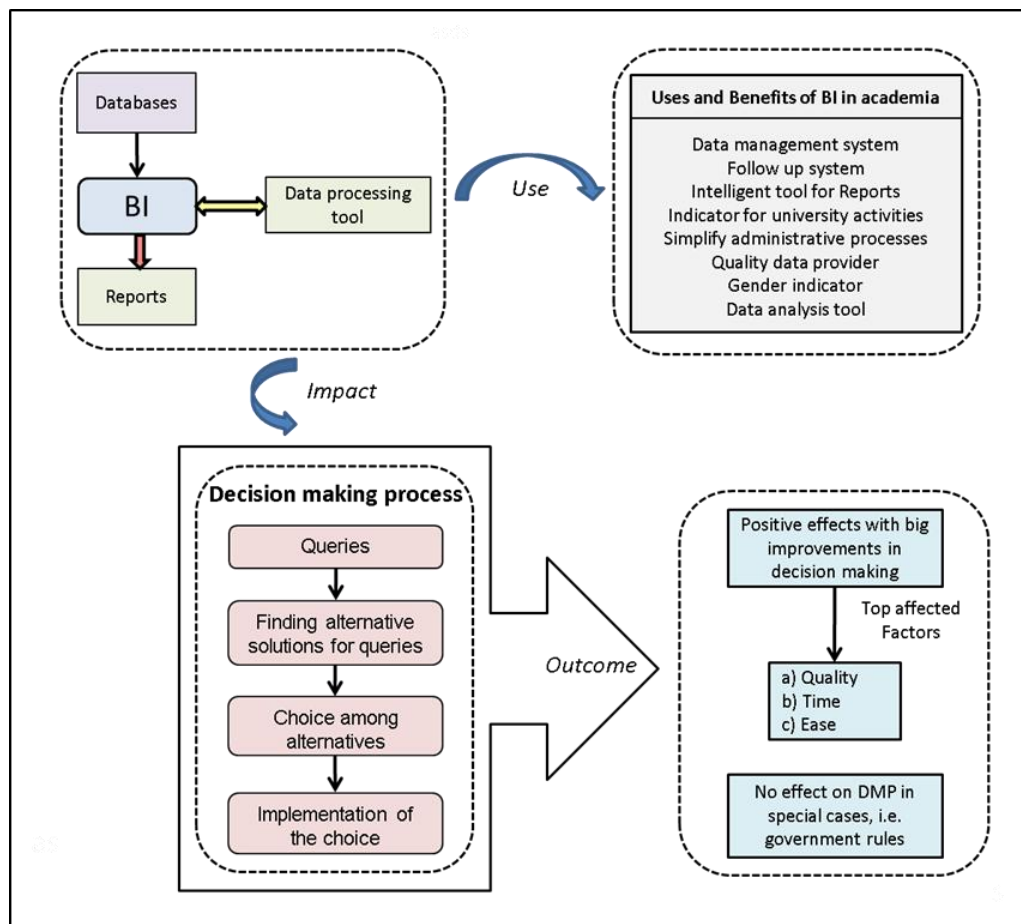 Databases
BI
Data processing
tool
Reports
Use
Uses and Benefits of BI in academia
Data management system
Follow up system
Intelligent tool for Reports
Indicator for university activities
Simplify administrative processes
Quality data provider
Gender indicator
Data analysis tool
Impact
Decision making process
Queries
Finding alternative
solutions for queries
Choice among
alternatives
Implementation of
the choice
Outcome
Positive effects with big
improvements in
decision making
Top affected
Factors
a) Quality
b) Time
c) Ease
No effect on DMP in
special cases, i.e.
government rules